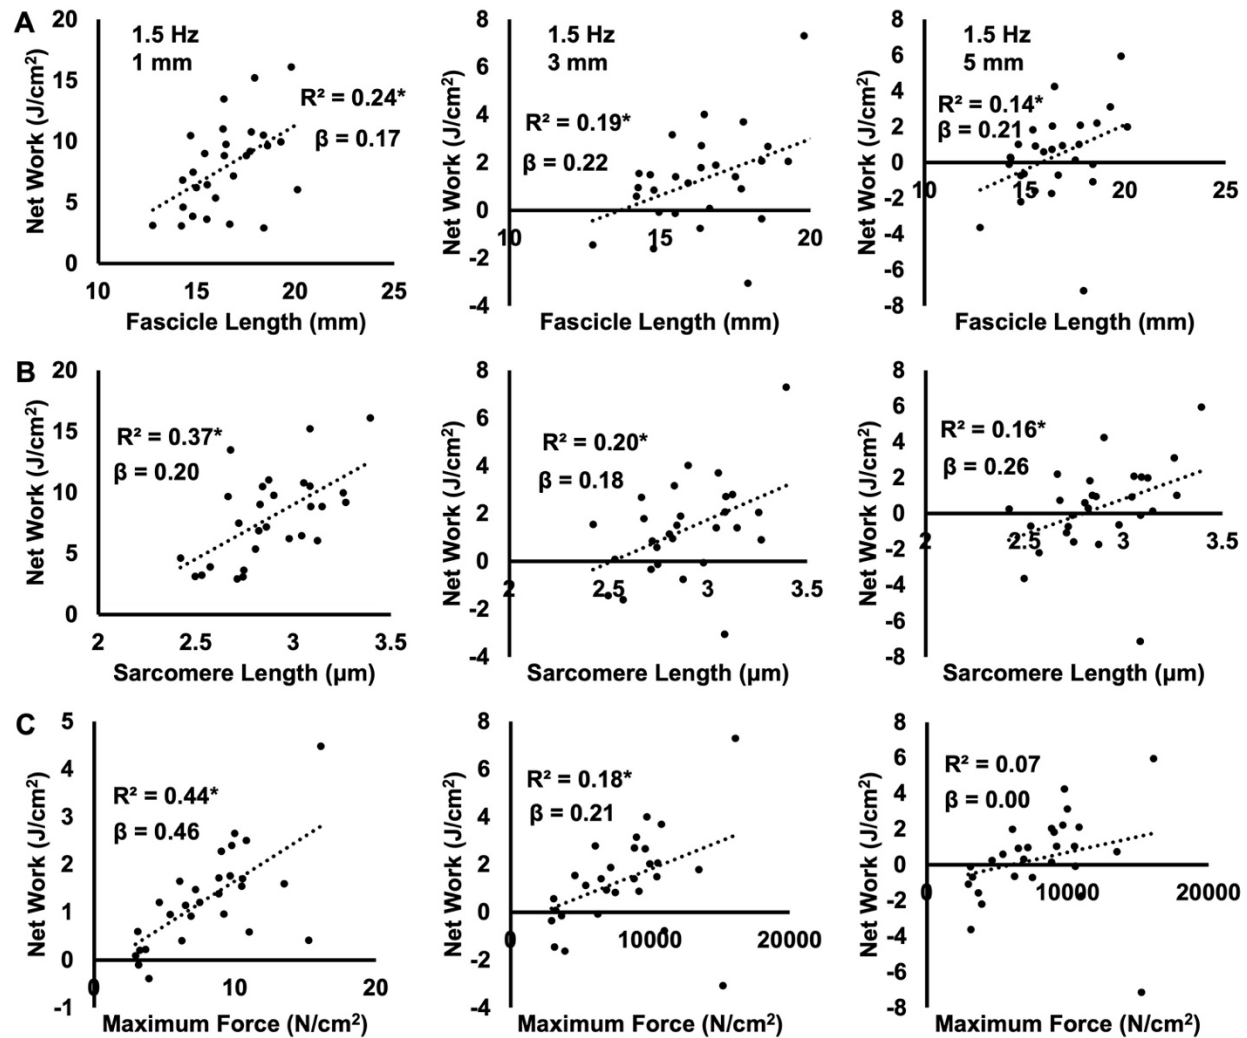 A
1.5 Hz
1 mm
R² = 0.24*
β = 0.17
Net Work (J/cm²)
20
15
10
5
0
10 15 20 25
Fascicle Length (mm)
1.5 Hz
3 mm
R² = 0.19*
β = 0.22
Net Work (J/cm²)
8
6
4
2
0
-2
-4
10 15 20
Fascicle Length (mm)
1.5 Hz
5 mm
R² = 0.14*
β = 0.21
Net Work (J/cm²)
8
6
4
2
0
-2
-4
-6
-8
10 15 20 25
Fascicle Length (mm)
B
R² = 0.37*
β = 0.20
Net Work (J/cm²)
20
15
10
5
0
2 2.5 3 3.5
Sarcomere Length (µm)
R² = 0.20*
β = 0.18
Net Work (J/cm²)
8
6
4
2
0
-2
-4
2 2.5 3 3.5
Sarcomere Length (µm)
R² = 0.16*
β = 0.26
Net Work (J/cm²)
8
6
4
2
0
-2
-4
-6
-8
2 2.5 3 3.5
Sarcomere Length (µm)
C
R² = 0.44*
β = 0.46
Net Work (J/cm²)
5
4
3
2
1
0
-1
0 10 20
Maximum Force (N/cm²)
R² = 0.18*
β = 0.21
Net Work (J/cm²)
8
6
4
2
0
-2
-4
0 10000 20000
Maximum Force (N/cm²)
R² = 0.07
β = 0.00
Net Work (J/cm²)
8
6
4
2
0
-2
-4
-6
-8
0 10000 20000
Maximum Force (N/cm²)